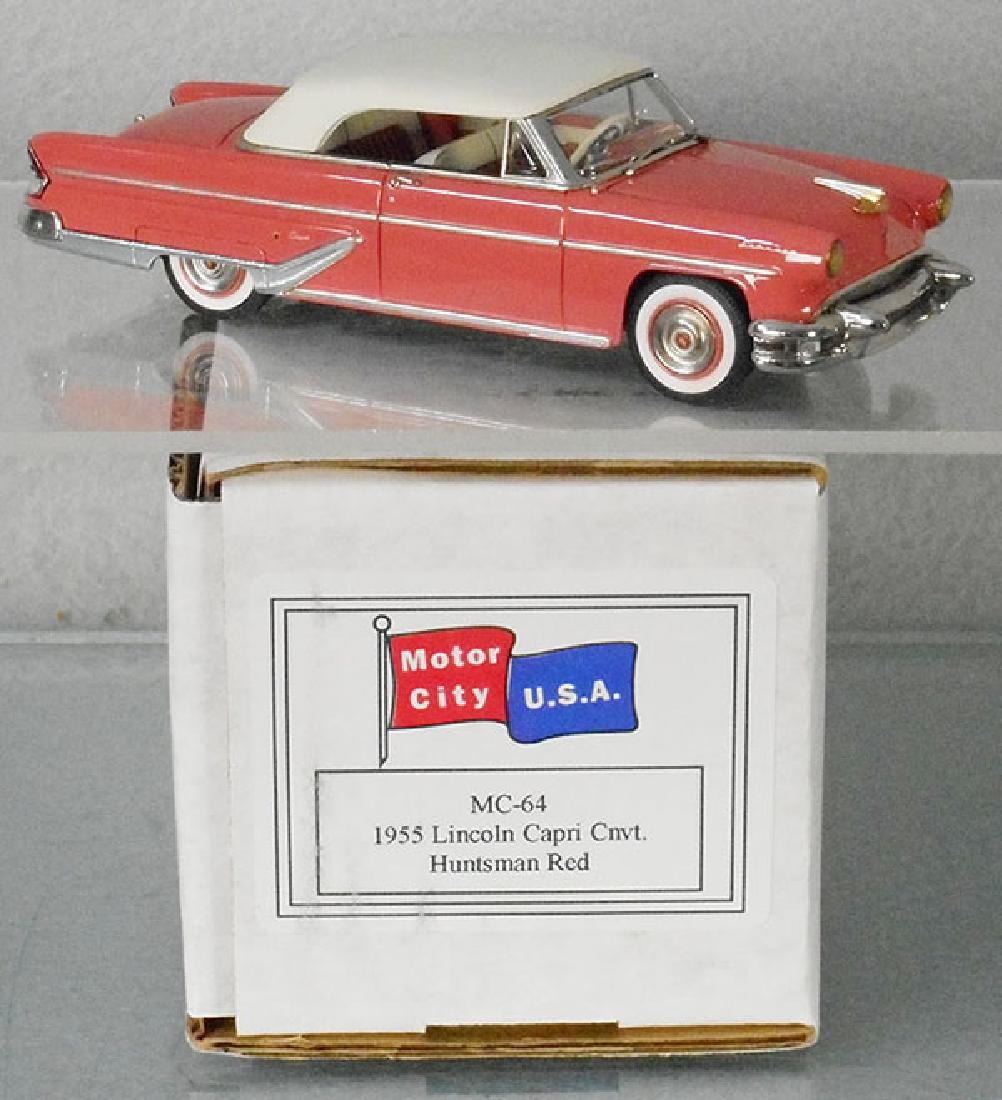 Motor
City
U.S.A.
MC-64
1955 Lincoln Capri Cnvt.
Huntsman Red